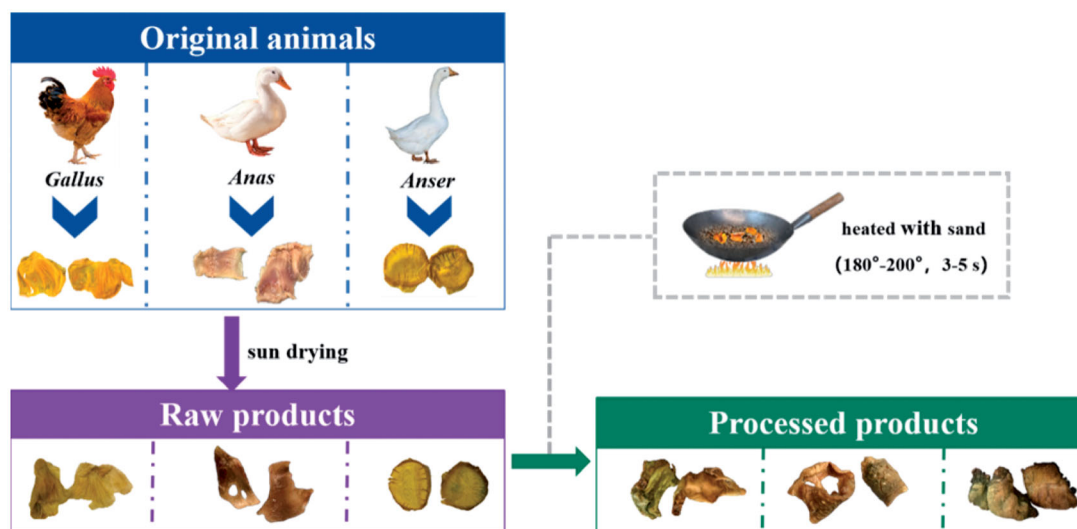 Original animals
Gallus
Anas
Anser
heated with sand
(180°-200°, 3-5 s)
sun drying
Raw products
Processed products